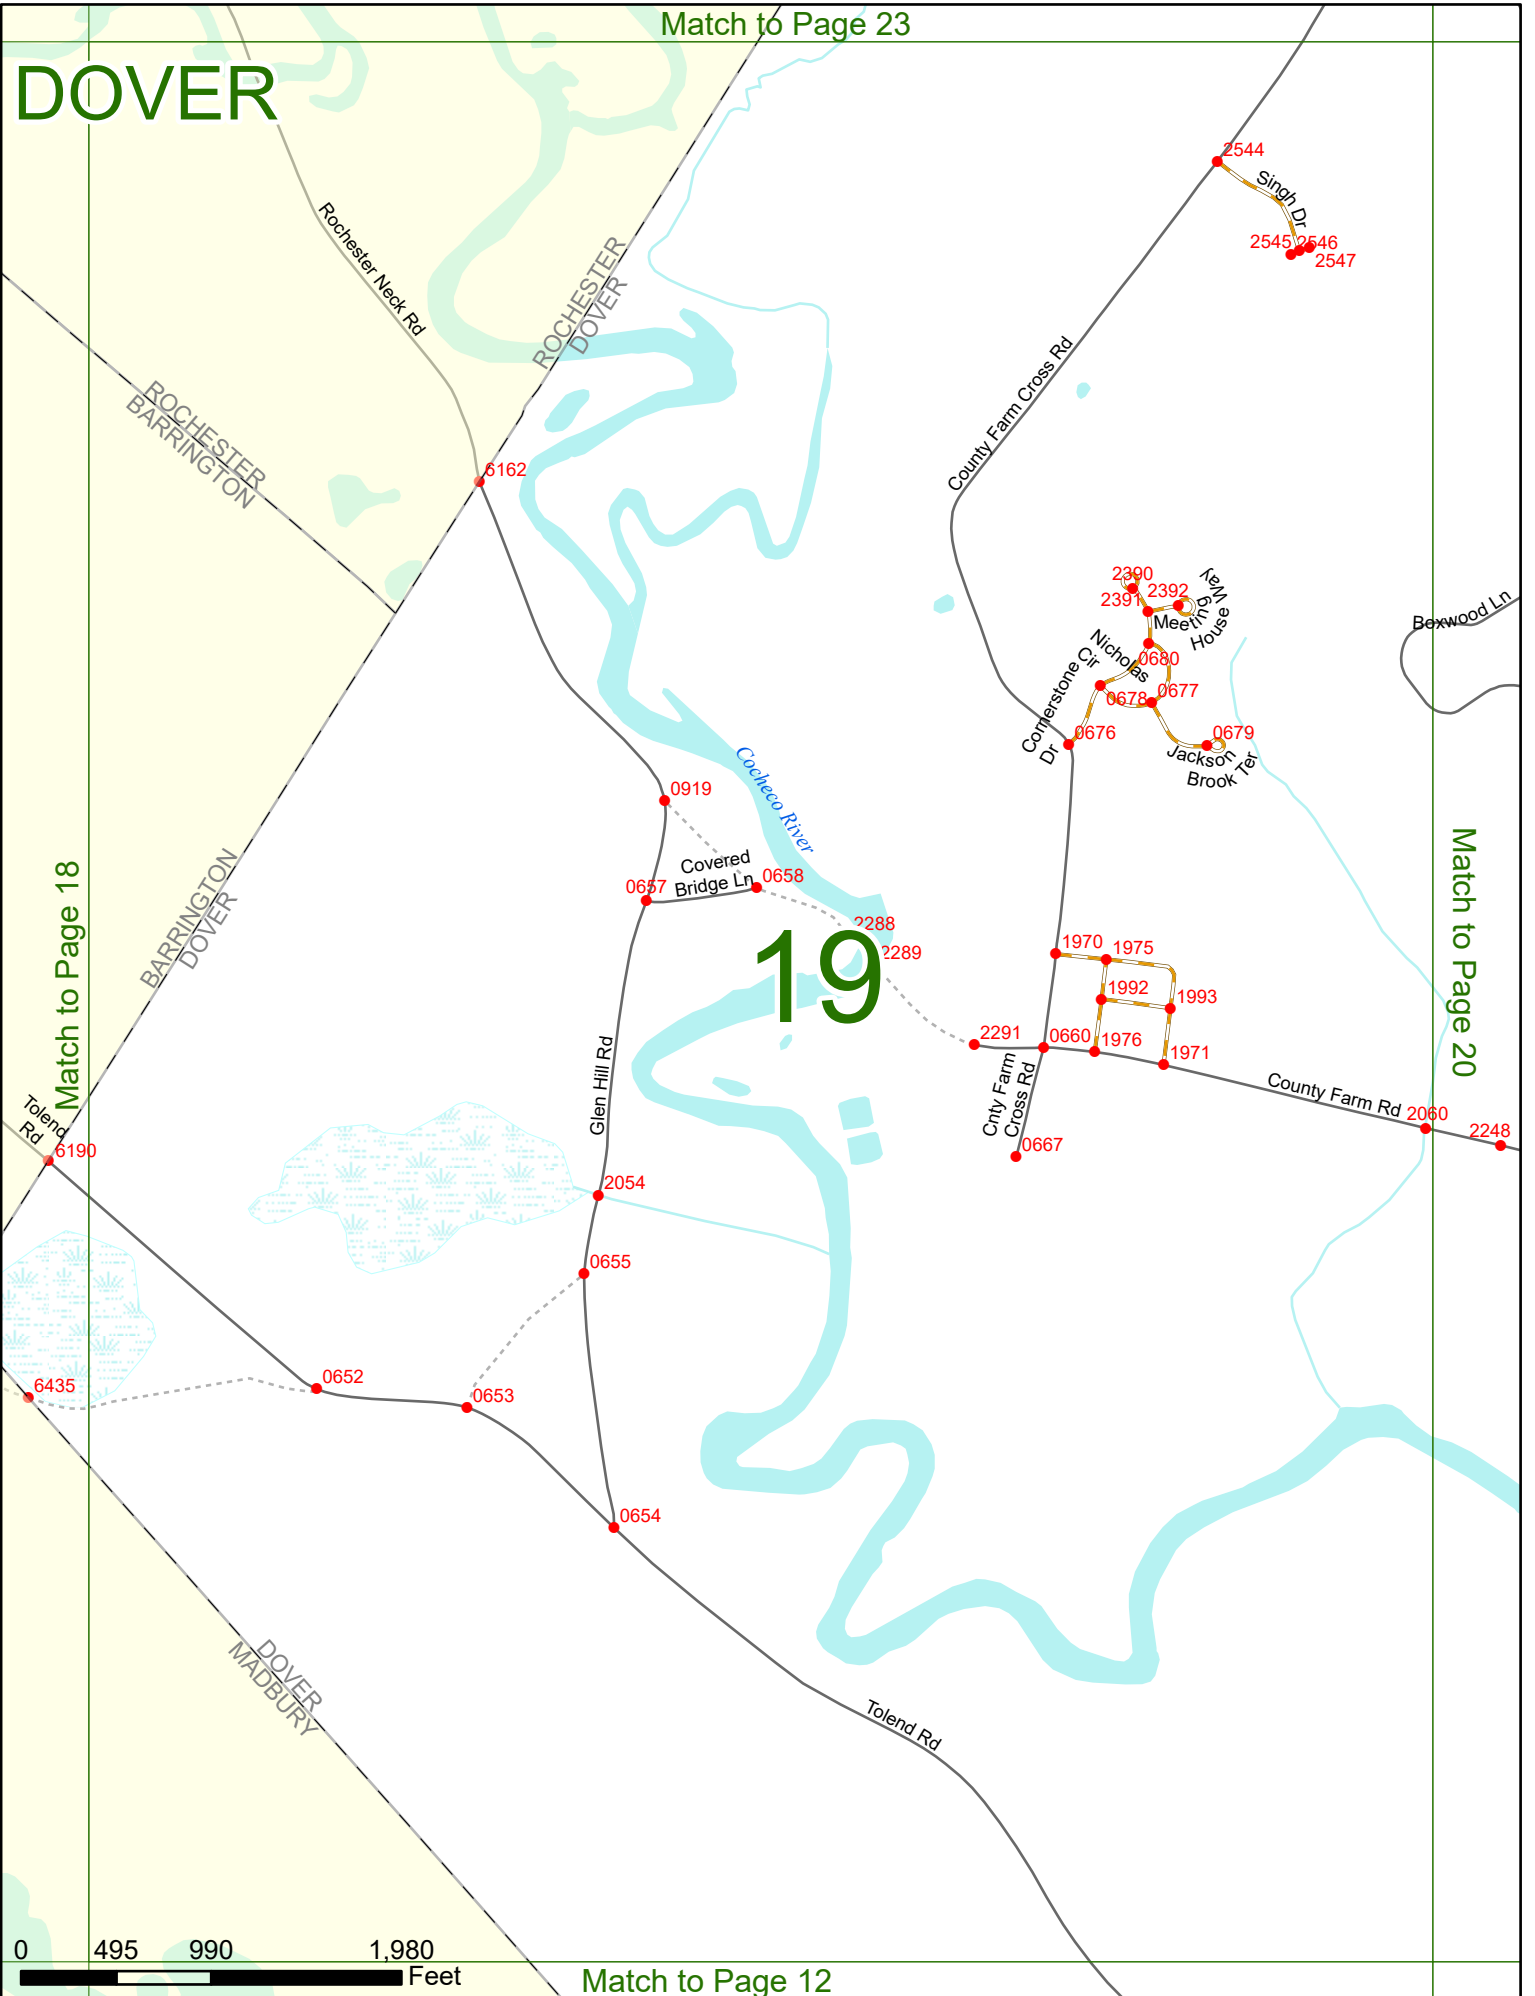 Match to Page 23
DOVER
2544
Singh Dr
2545
2546
2547
Rochester Neck Rd
ROCHESTER
DOVER
ROCHESTER
BARRINGTON
County Farm Cross Rd
6162
2390
2392
2391
Meeting
House
Way
Boxwood Ln
Nicholas
Cir
0680
0677
0678
Cornerstone
Dr
0676
0679
Jackson
Brook Ter
Cocheco River
0919
Covered
Bridge Ln
0658
0657
Match to Page 18
BARRINGTON
DOVER
Match to Page 20
2288
2289
19
1970
1975
1992
1993
2291
0660
1976
1971
Cnty Farm
Cross Rd
Glen Hill Rd
County Farm Rd
2060
2248
Tolend
Rd
6190
0667
2054
0655
6435
0652
0653
0654
DOVER
MADBURY
Tolend Rd
0 495 990 1,980
Feet
Match to Page 12